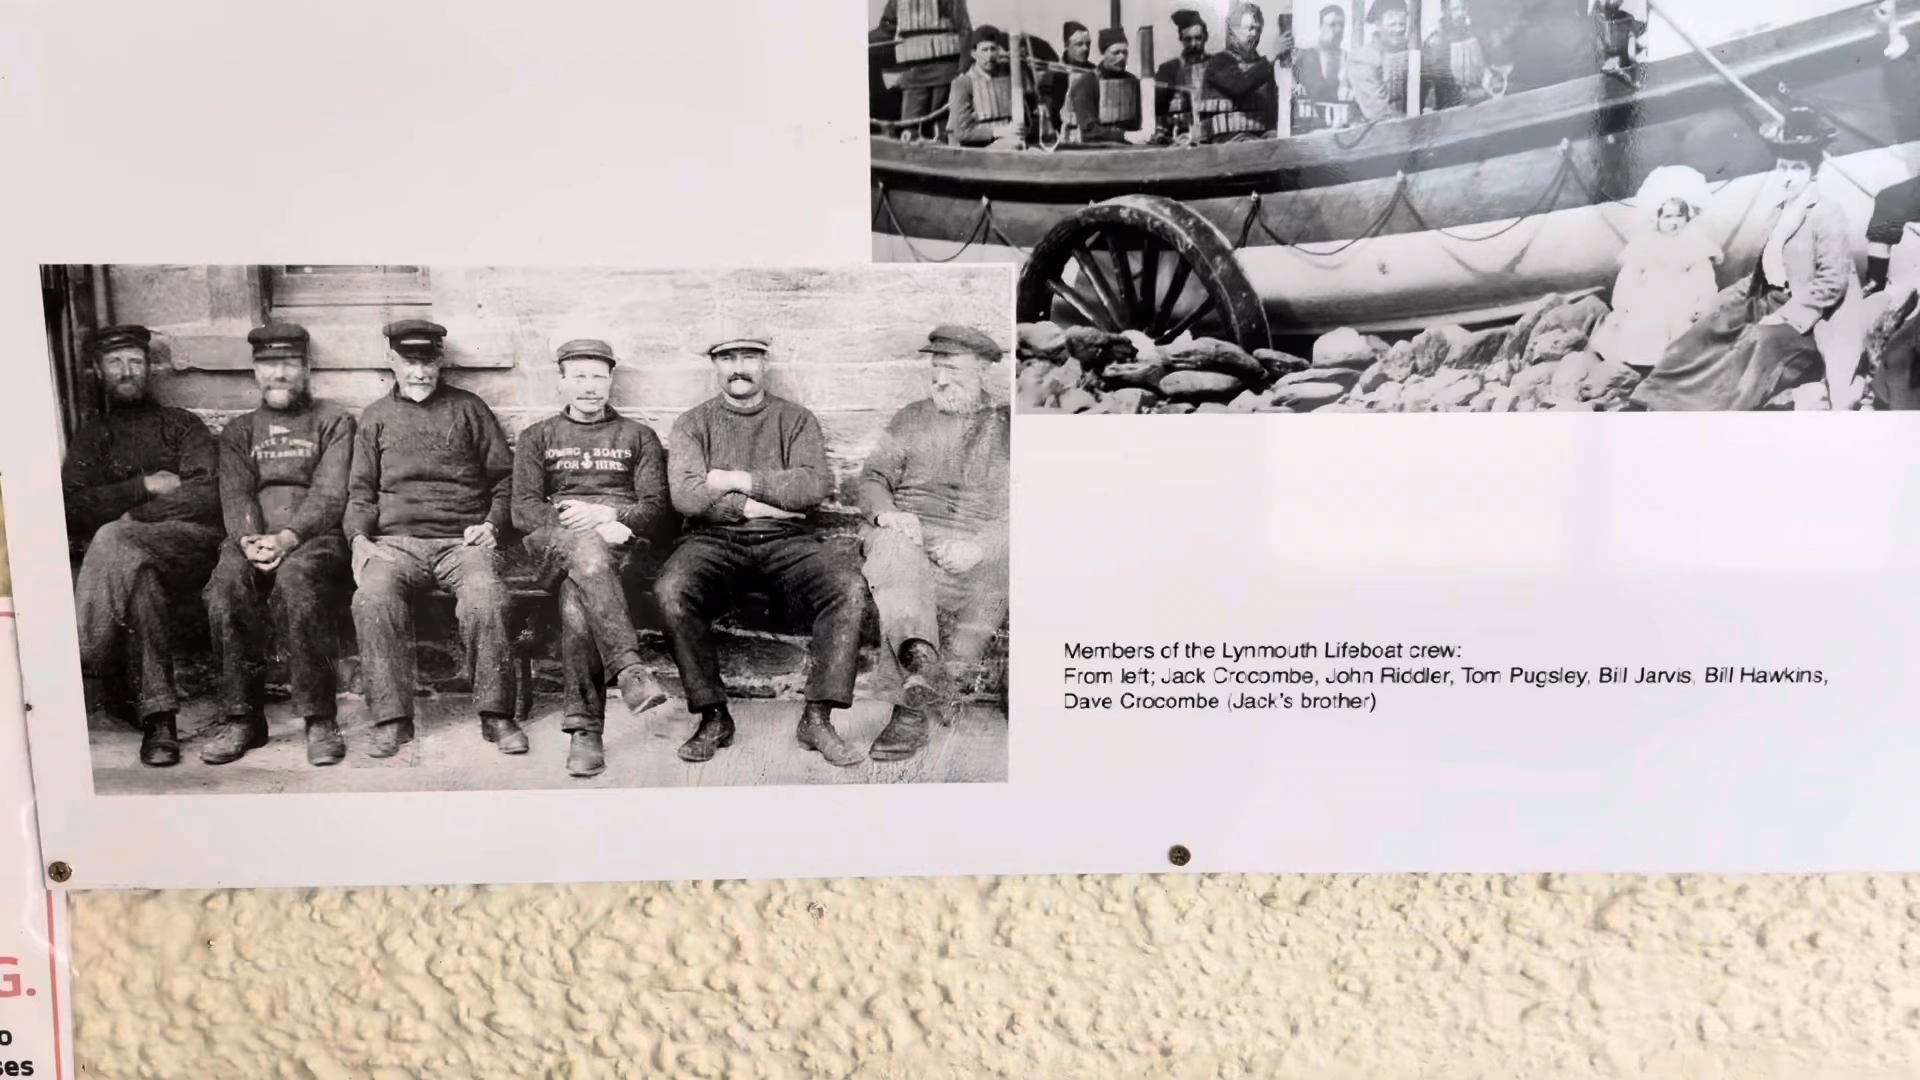 STEAMERS
ROWING BOATS
FOR HIRE
Members of the Lynmouth Lifeboat crew:
From left; Jack Crocombe, John Riddler, Tom Pugsley, Bill Jarvis, Bill Hawkins,
Dave Crocombe (Jack's brother)
G.